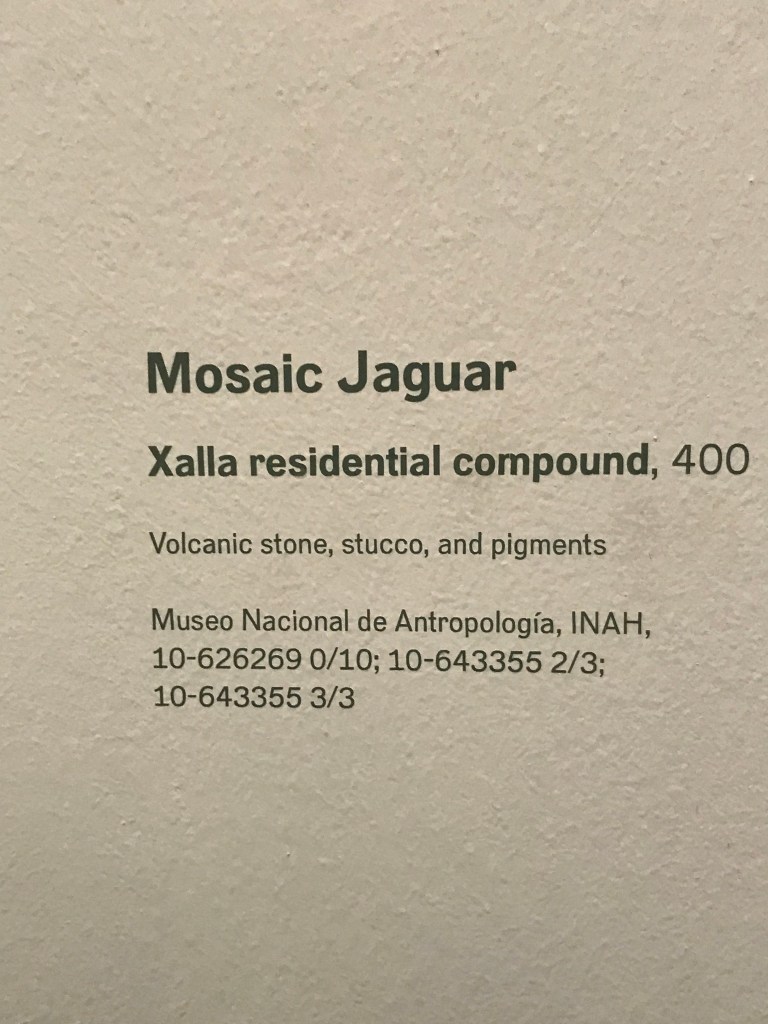 Mosaic Jaguar
Xalla residential compound, 400
Volcanic stone, stucco, and pigments
Museo Nacional de Antropología, INAH,
10-626269 0/10; 10-643355 2/3;
10-643355 3/3